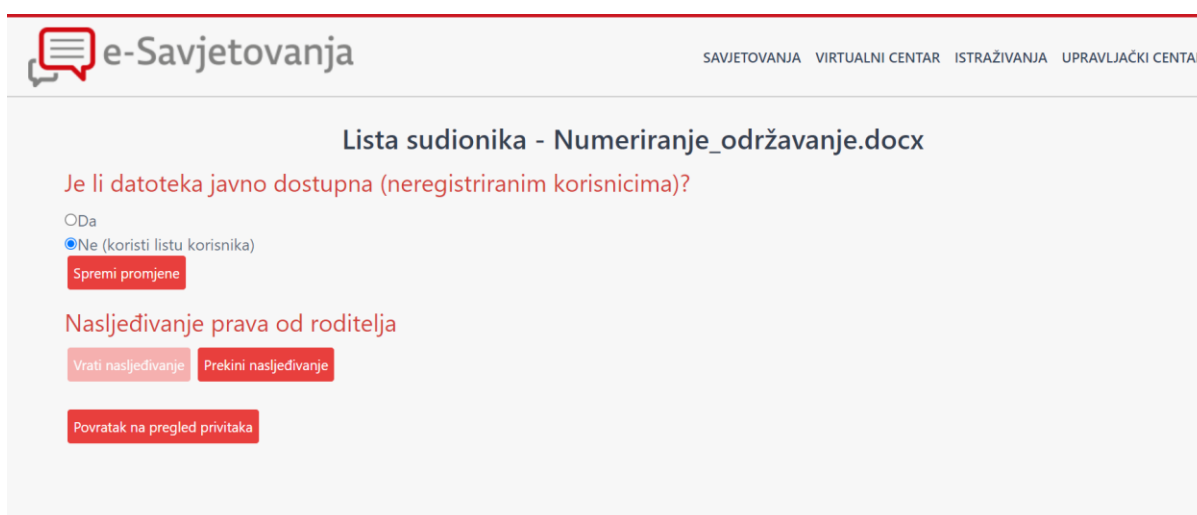 e-Savjetovanja
SAVJETOVANJA VIRTUALNI CENTAR ISTRAŽIVANJA UPRAVLJAČKI CENTA
Lista sudionika - Numeriranje_održavanje.docx
Je li datoteka javno dostupna (neregistriranim korisnicima)?
Da
Ne (koristi listu korisnika)
Spremi promjene
Nasljeđivanje prava od roditelja
Vrati nasljeđivanje Prekini nasljeđivanje
Povratak na pregled privitaka